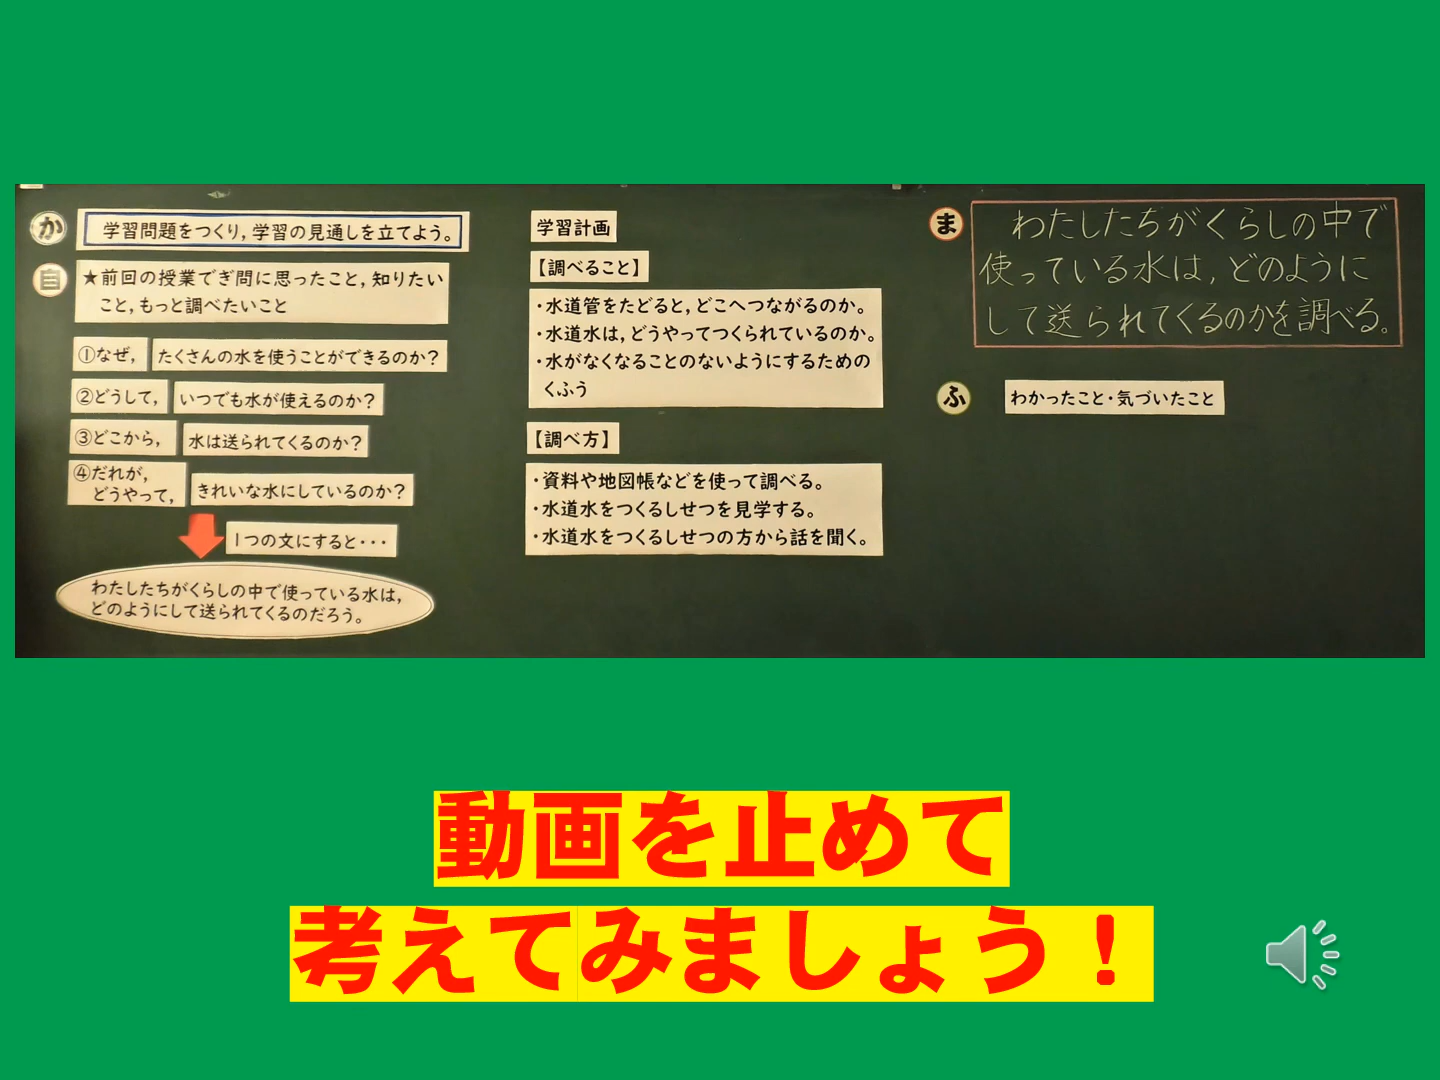 か
学習問題をつくり,学習の見通しを立てよう。
自
★前回の授業でぎ問に思ったこと,知りたい
こと,もっと調べたいこと
①なぜ,
たくさんの水を使うことができるのか?
②どうして,
いつでも水が使えるのか?
③どこから,
水は送られてくるのか?
④だれが,
どうやって,
きれいな水にしているのか?
1つの文にすると・・・
わたしたちがくらしの中で使っている水は,
どのようにして送られてくるのだろう。
学習計画
【調べること】
・水道管をたどると,どこへつながるのか。
・水道水は,どうやってつくられているのか。
・水がなくなることのないようにするための
くふう
【調べ方】
・資料や地図帳などを使って調べる。
・水道水をつくるしせつを見学する。
・水道水をつくるしせつの方から話を聞く。
ま
わたしたちがくらしの中で
使っている水は,どのように
して送られてくるのかを調べる。
ふ
わかったこと・気づいたこと
動画を止めて
考えてみましょう!